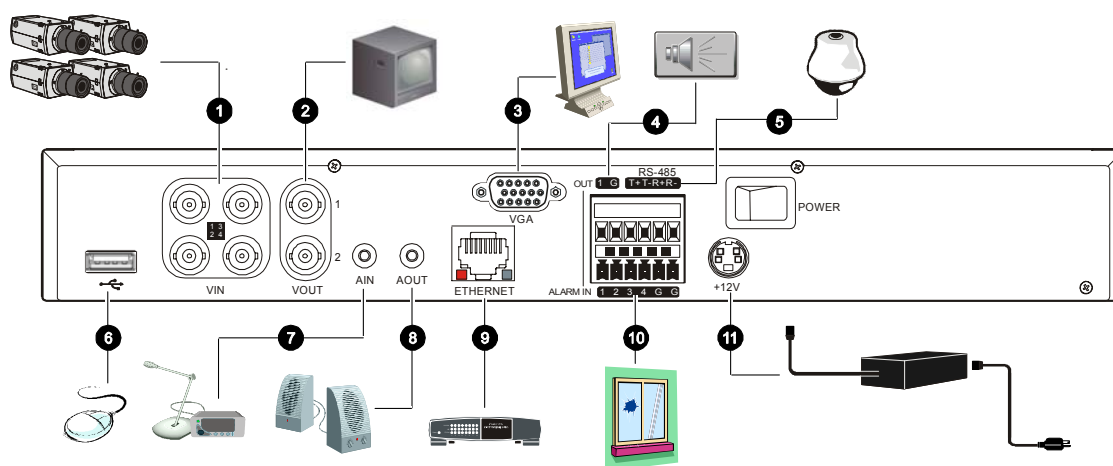 1
2
3
4
5
RS-485
OUT 1 G T+T-R+R-
POWER
VGA
1
1 3
2 4
2
VIN
VOUT
AIN
AOUT
ETHERNET
ALARM IN 1 2 3 4 G G
+12V
6
7
8
9
10
11